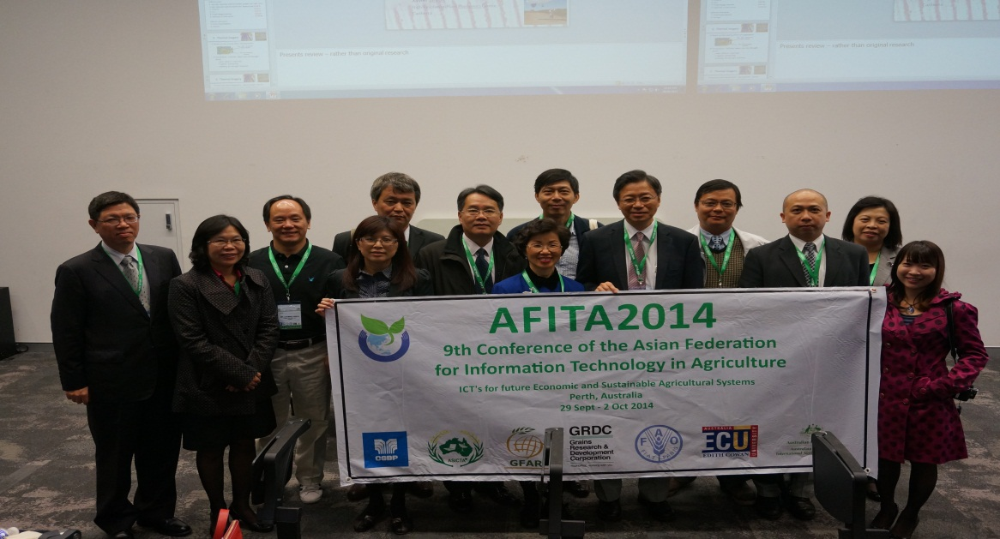 Presents review – rather than original research
Presents review – rather than original research
AFITA2014
9th Conference of the Asian Federation
for Information Technology in Agriculture
ICT's for future Economic and Sustainable Agricultural Systems
Perth, Australia
29 Sept - 2 Oct 2014
CSBP
ASICTA
GFAR
GRDC
Grains
Research &
Development
Corporation
FAO
AUSTRALIA
ECU
EDITH COWAN
UNIVERSITY